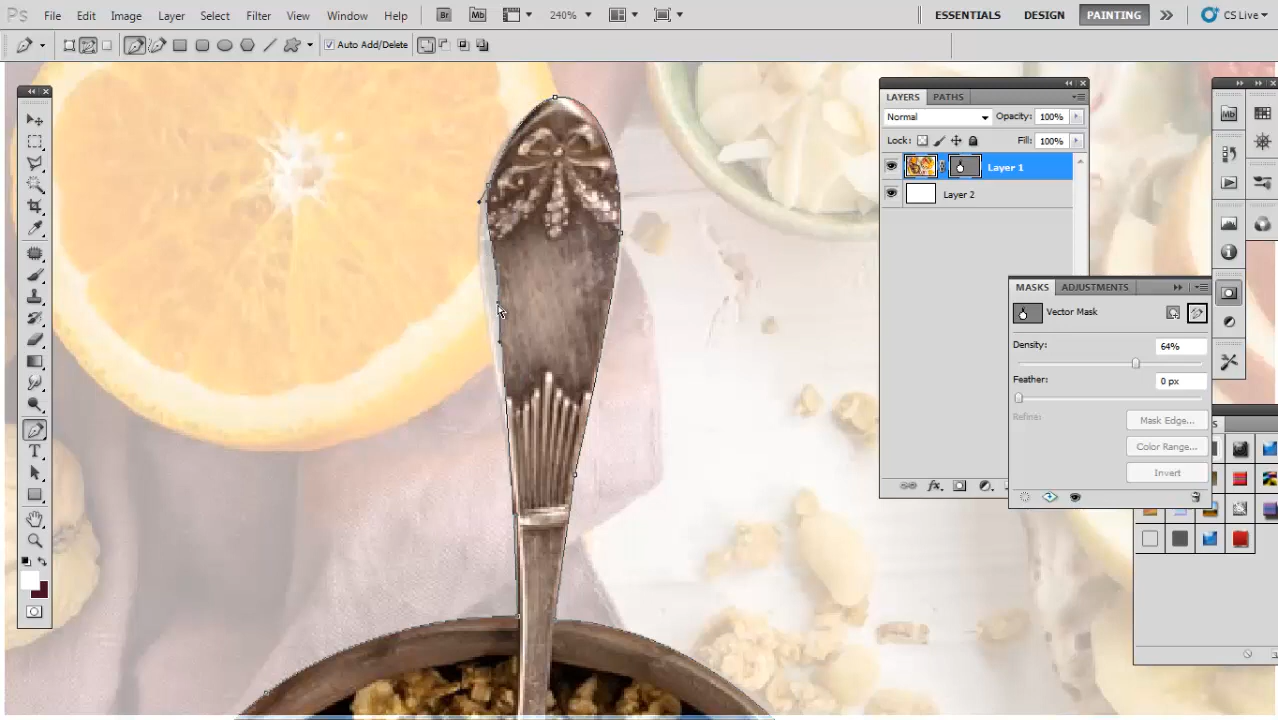 Ps File Edit Image Layer Select Filter View Window Help Br Mb 240% ESSENTIALS DESIGN PAINTING CS Live
Auto Add/Delete
LAYERS PATHS
Normal Opacity: 100%
Lock: Fill: 100%
Layer 1
Layer 2
MASKS ADJUSTMENTS
Vector Mask
Density: 64%
Feather: 0 px
Refine: Mask Edge...
Color Range...
Invert
Mb
T